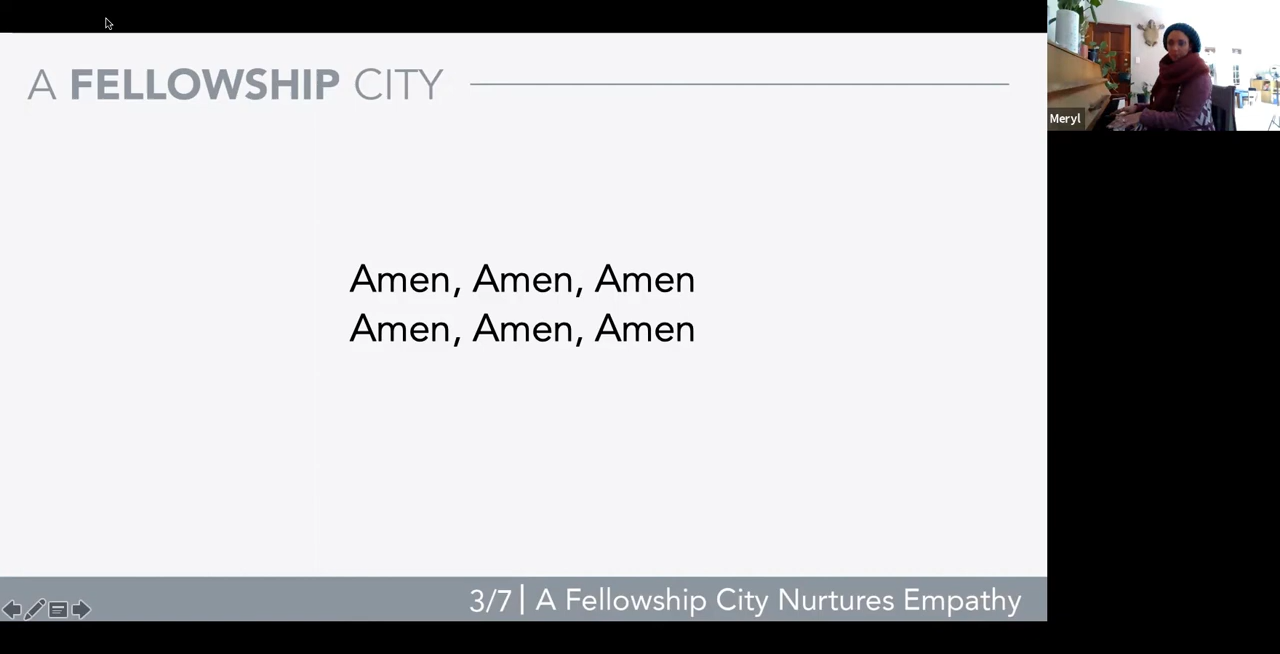 A FELLOWSHIP CITY
Meryl
Amen, Amen, Amen
Amen, Amen, Amen
3/7 | A Fellowship City Nurtures Empathy